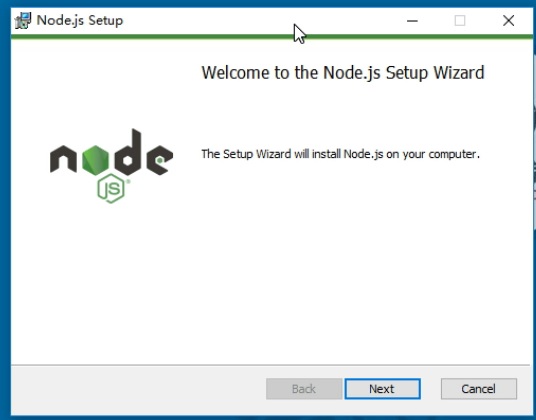 Node.js Setup
Welcome to the Node.js Setup Wizard
node
JS
The Setup Wizard will install Node.js on your computer.
Back
Next
Cancel